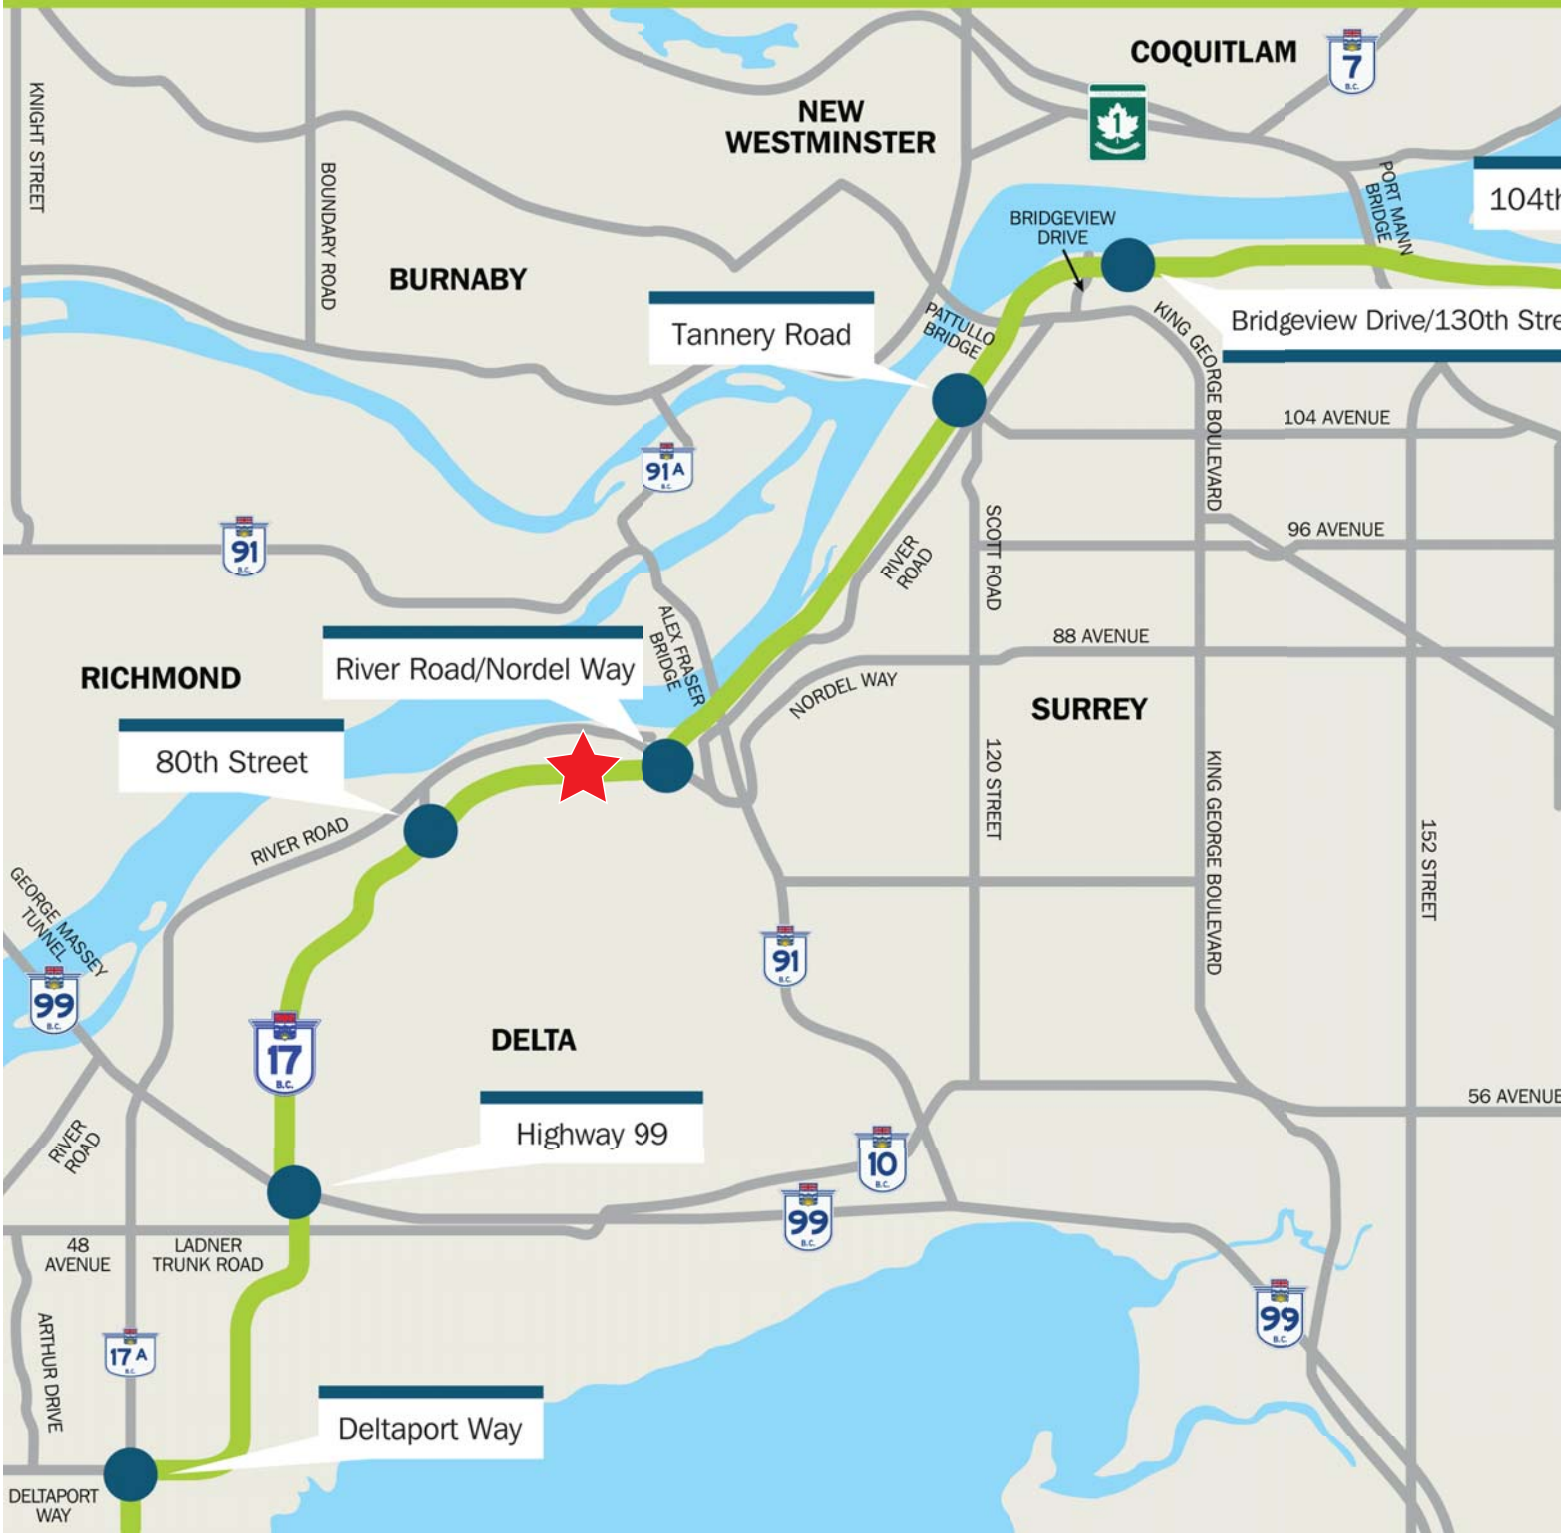 COQUITLAM
7
B.C.
NEW
WESTMINSTER
1
KNIGHT STREET
BOUNDARY ROAD
PORT MANN
BRIDGE
104th
BRIDGEVIEW
DRIVE
BURNABY
Tannery Road
PATTULLO
BRIDGE
KING GEORGE BOULEVARD
Bridgeview Drive/130th Stre
104 AVENUE
91 A
91
B.C.
SCOTT ROAD
96 AVENUE
RIVER
ROAD
ALEX FRASER
BRIDGE
88 AVENUE
River Road/Nordel Way
RICHMOND
NORDEL WAY
SURREY
80th Street
120 STREET
KING GEORGE BOULEVARD
152 STREET
RIVER ROAD
GEORGE MASSEY
TUNNEL
91
B.C.
99
B.C.
17
B.C.
DELTA
56 AVENUE
Highway 99
RIVER
ROAD
10
B.C.
99
B.C.
48
AVENUE
LADNER
TRUNK ROAD
99
B.C.
ARTHUR DRIVE
17 A
B.C.
Deltaport Way
DELTAPORT
WAY